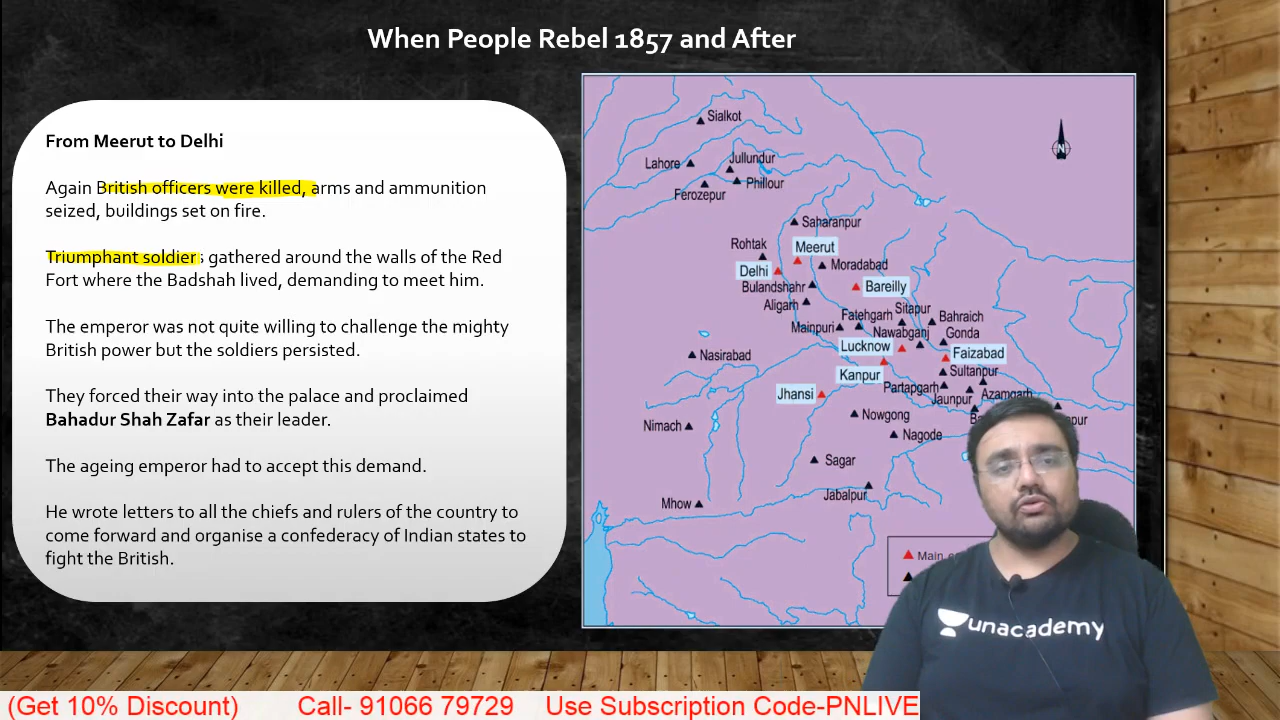 When People Rebel 1857 and After
From Meerut to Delhi
Again British officers were killed, arms and ammunition
seized, buildings set on fire.
Triumphant soldiers gathered around the walls of the Red
Fort where the Badshah lived, demanding to meet him.
The emperor was not quite willing to challenge the mighty
British power but the soldiers persisted.
They forced their way into the palace and proclaimed
Bahadur Shah Zafar as their leader.
The ageing emperor had to accept this demand.
He wrote letters to all the chiefs and rulers of the country to
come forward and organise a confederacy of Indian states to
fight the British.
Sialkot
Lahore
Jullundur
Phillour
Ferozepur
N
Saharanpur
Rohtak
Meerut
Delhi
Moradabad
Bulandshahr
Bareilly
Aligarh
Sitapur
Fatehgarh
Bahraich
Mainpuri
Nawabganj
Gonda
Lucknow
Faizabad
Nasirabad
Kanpur
Sultanpur
Partapgarh
Jhansi
Jaunpur
Azamgarh
Nowgong
Nimach
Nagode
Sagar
Jabalpur
Mhow
Main
unacademy
(Get 10% Discount) Call- 91066 79729 Use Subscription Code-PNLIVE